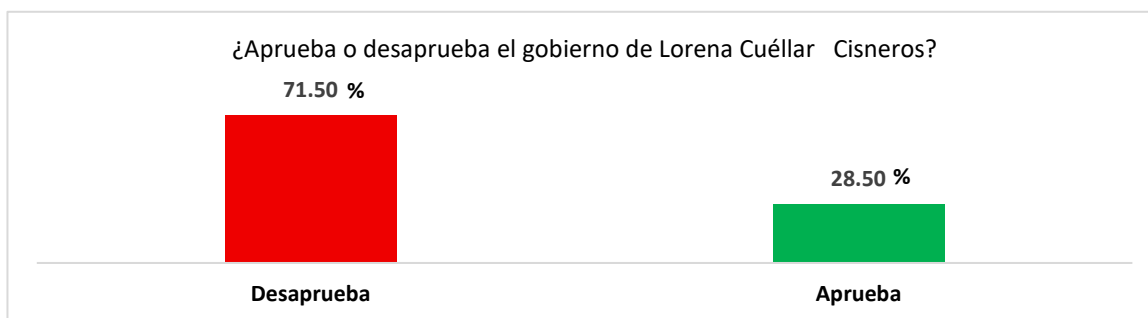 ¿Aprueba o desaprueba el gobierno de Lorena Cuéllar Cisneros?
71.50 %
28.50 %
Desaprueba
Aprueba